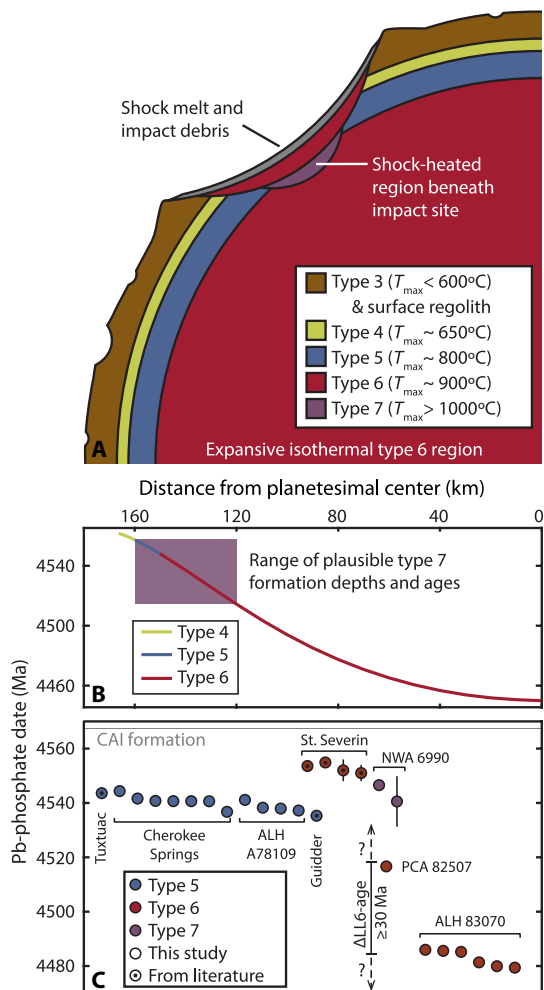 Shock melt and
impact debris
Shock-heated
region beneath
impact site
Type 3 (Tmax < 600ºC)
& surface regolith
Type 4 (Tmax ~ 650ºC)
Type 5 (Tmax ~ 800ºC)
Type 6 (Tmax ~ 900ºC)
Type 7 (Tmax > 1000ºC)
A
Expansive isothermal type 6 region
Distance from planetesimal center (km)
160 120 80 40 0
4540
4500
4460
Range of plausible type 7
formation depths and ages
Type 4
Type 5
Type 6
B
Pb-phosphate date (Ma)
CAI formation
4560
4540
4520
4500
4480
St. Severin
NWA 6990
Tuxtuac
Cherokee
Springs
ALH
A78109
Guidder
?
PCA 82507
ΔLL6-age
≥30 Ma
?
ALH 83070
Type 5
Type 6
Type 7
This study
From literature
C